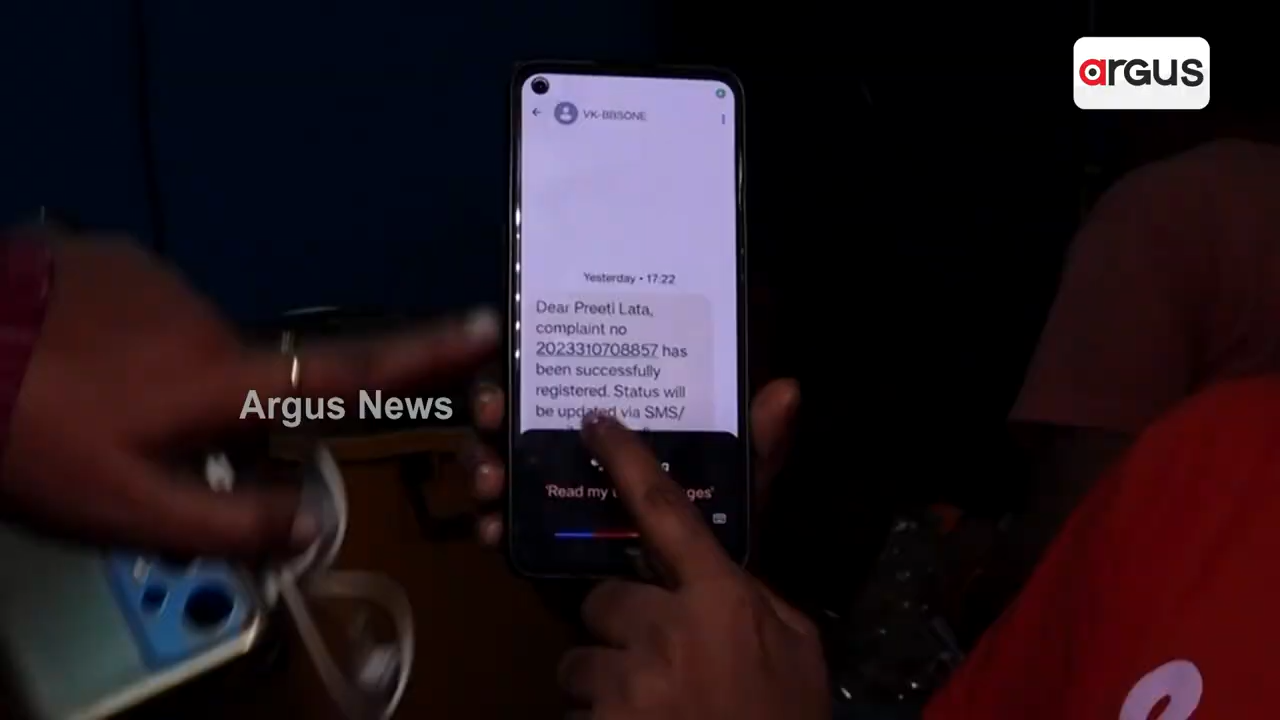 argus
VK-BBSONE
Yesterday • 17:22
Dear Preeti Lata,
complaint no
2023310708857 has
been successfully
registered. Status will
be updated via SMS/
'Read my ges'
Argus News